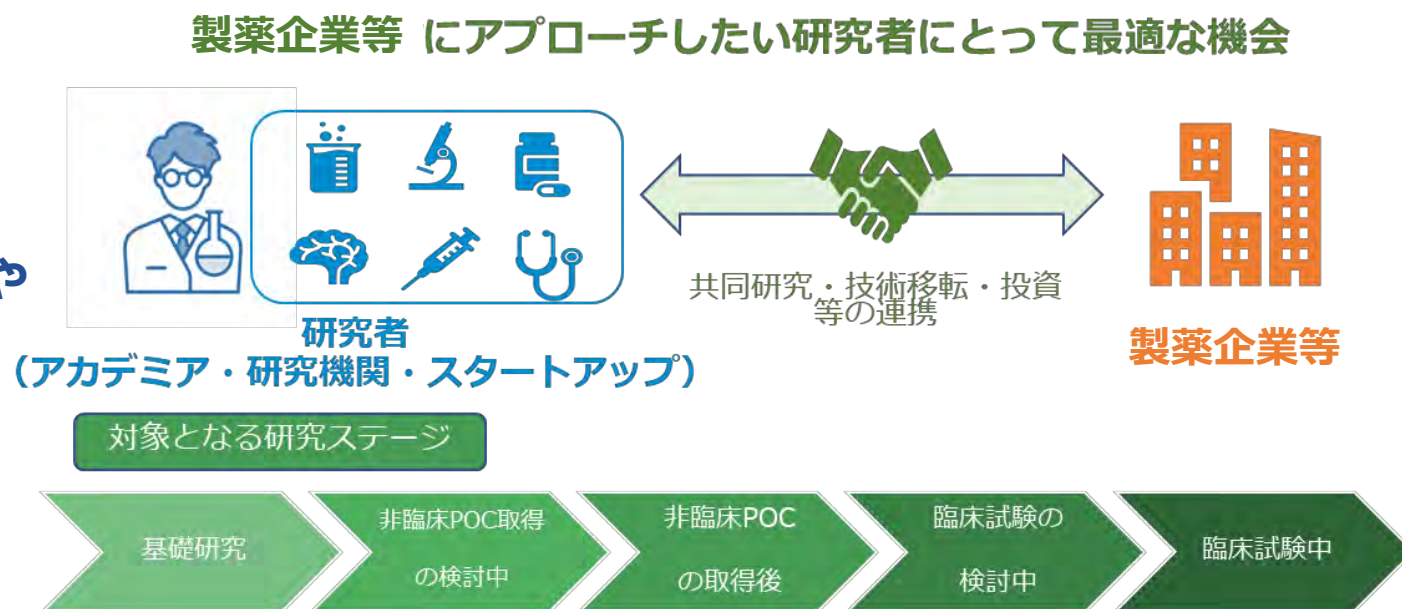 製薬企業等 にアプローチしたい研究者にとって最適な機会
や
共同研究・技術移転・投資
等の連携
研究者
（アカデミア・研究機関・スタートアップ）
製薬企業等
対象となる研究ステージ
基礎研究
非臨床POC取得
の検討中
非臨床POC
の取得後
臨床試験の
検討中
臨床試験中